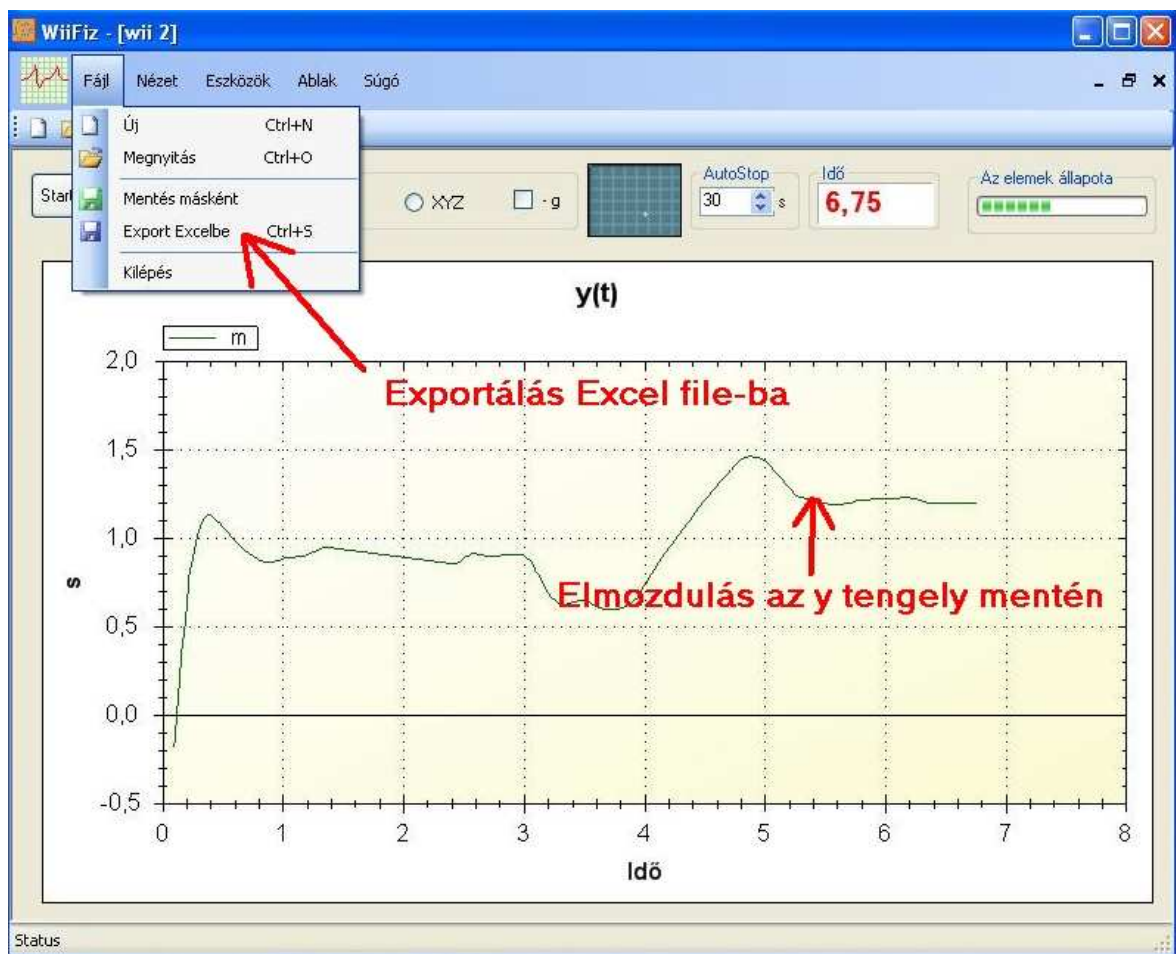 WiiFiz - [wii 2]
Fájl Nézet Eszközök Ablak Súgó
Új Ctrl+N
Megnyitás Ctrl+O
Mentés másként
Export Excelbe Ctrl+S
Kilépés
XYZ
- g
AutoStop
30 s
Idő
6,75
Az elemek állapota
y(t)
m
2,0
Exportálás Excel file-ba
1,5
1,0
s
Elmozdulás az y tengely mentén
0,5
0,0
-0,5
0 1 2 3 4 5 6 7 8
Idő
Status